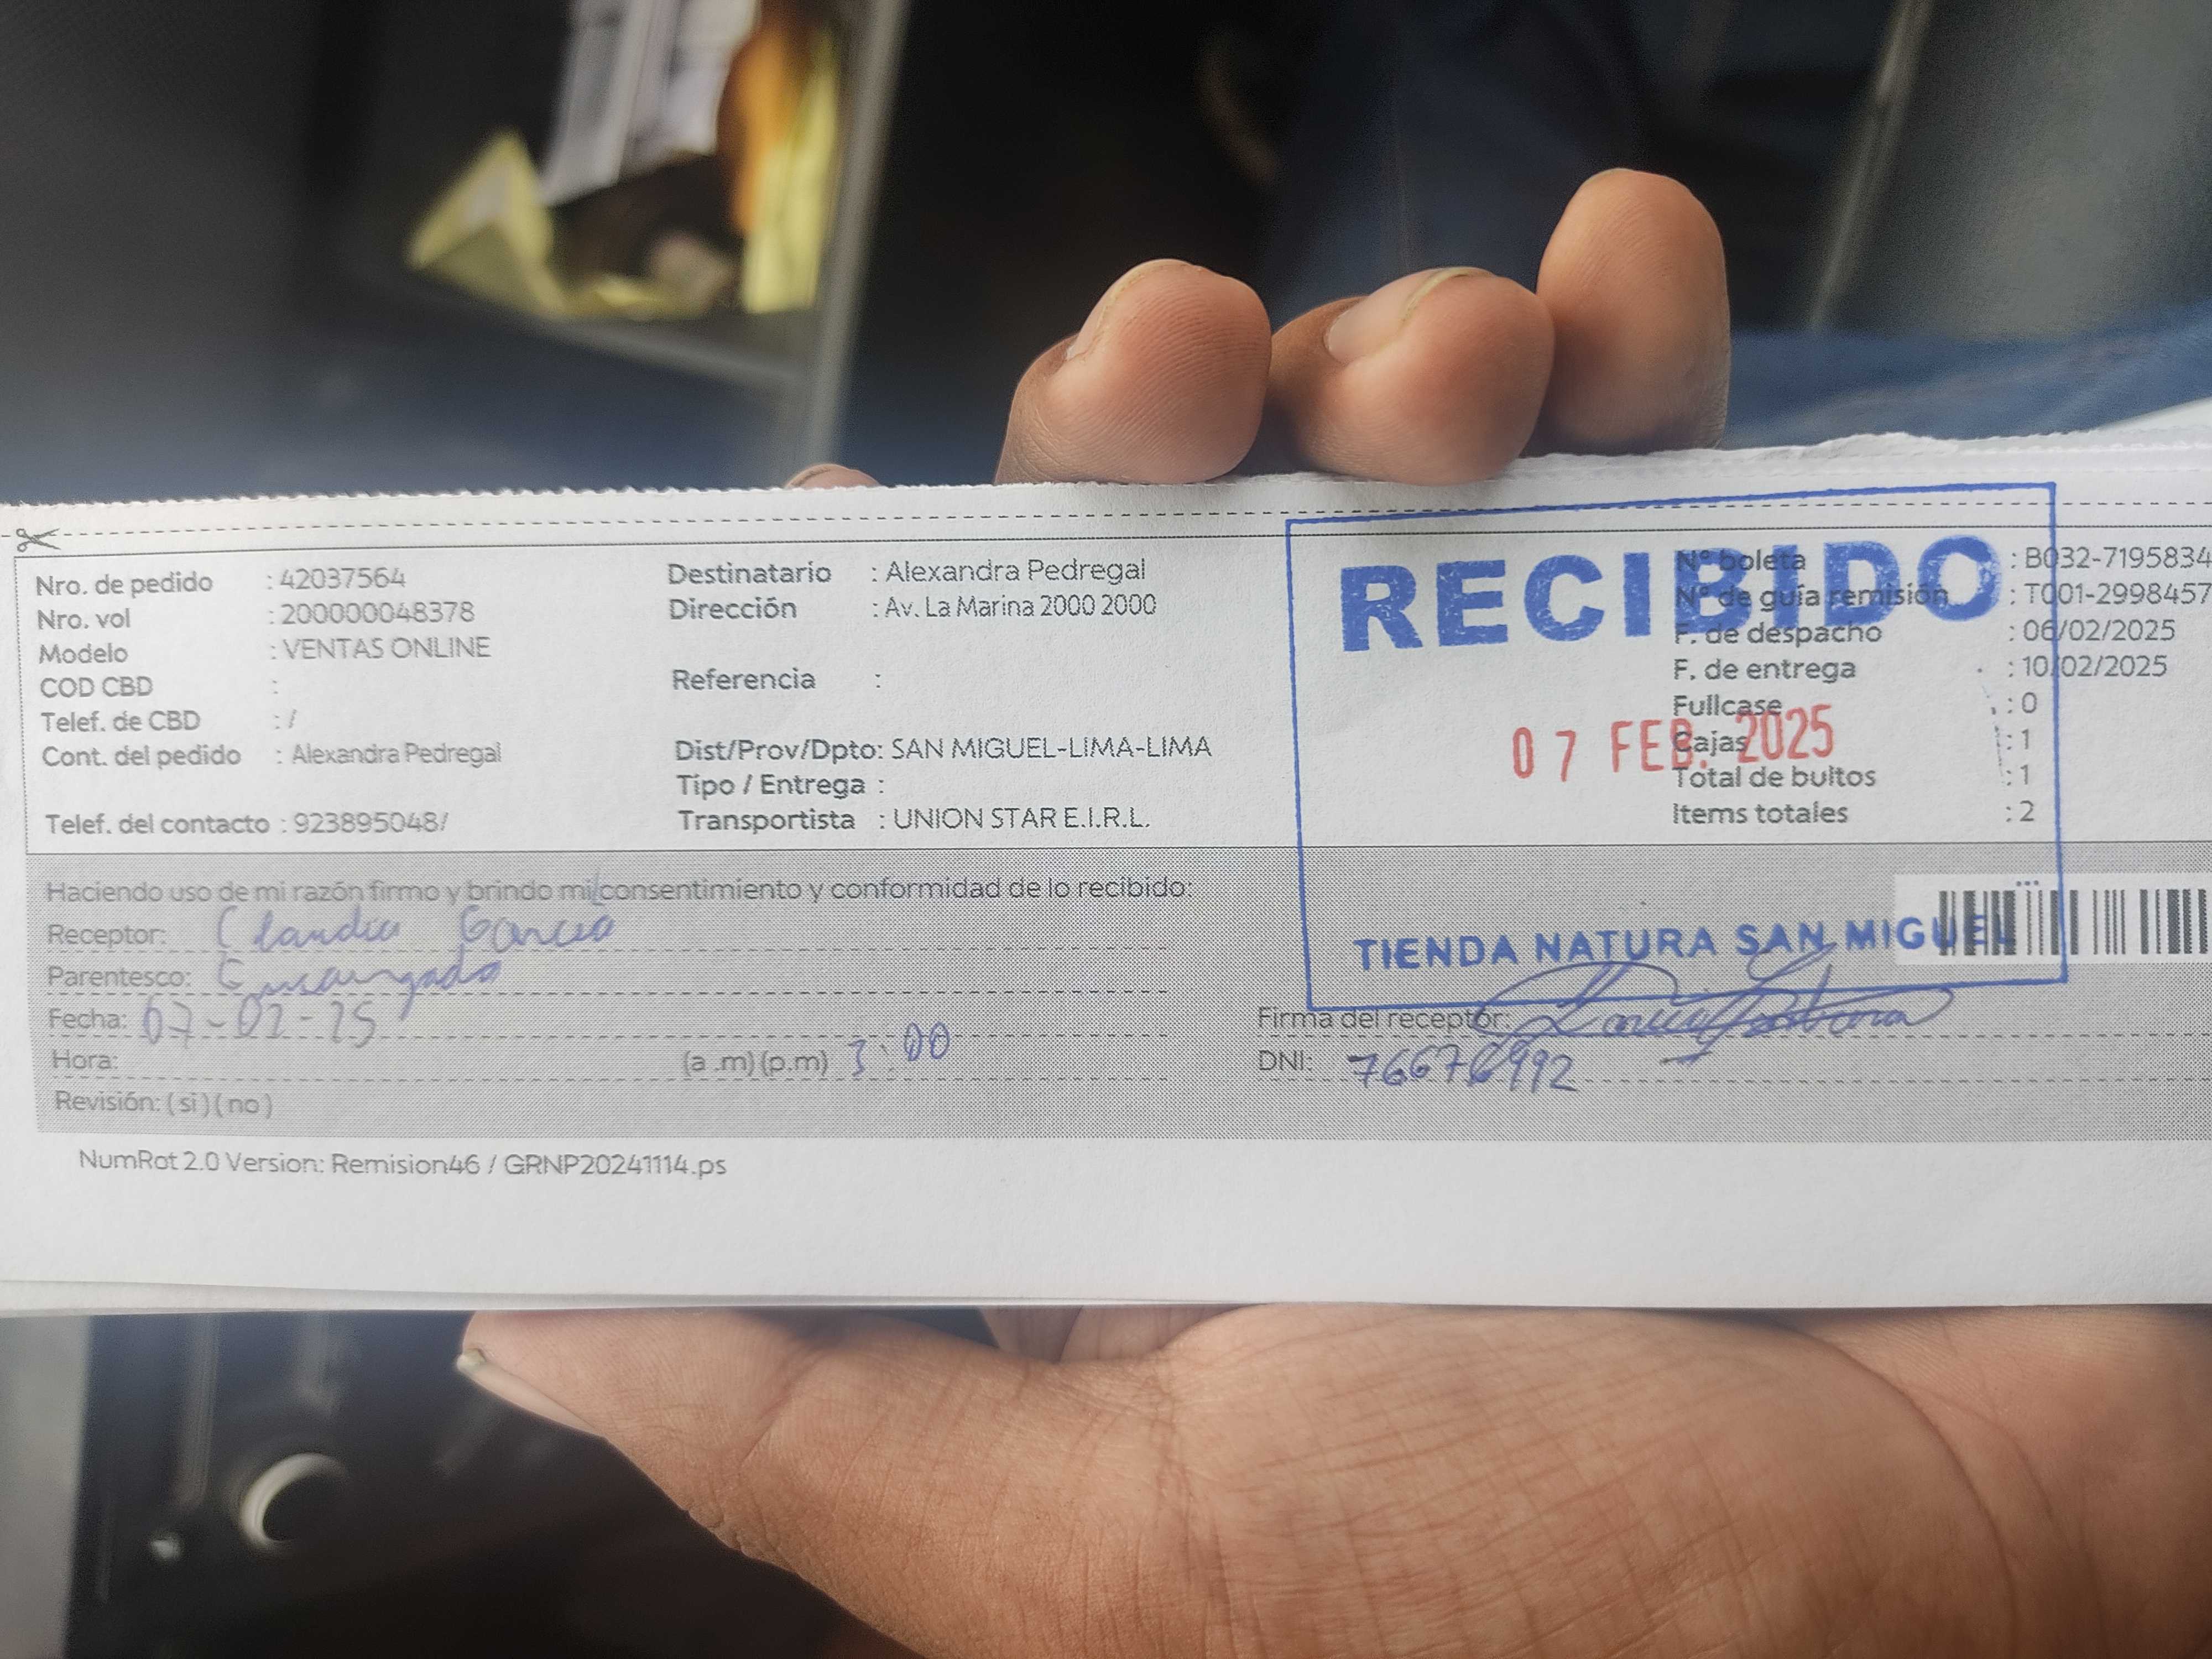 Nro. de pedido : 42037564
Nro. vol : 200000048378
Modelo : VENTAS ONLINE
COD CBD :
Telef. de CBD : /
Cont. del pedido : Alexandra Pedregal
Telef. del contacto : 923895048/
Destinatario : Alexandra Pedregal
Dirección : Av. La Marina 2000 2000
Referencia :
Dist/Prov/Dpto: SAN MIGUEL-LIMA-LIMA
Tipo / Entrega :
Transportista : UNION STAR E.I.R.L.
N° boleta : B032-7195834
N° de guía remisión : T001-2998457
F. de despacho : 06/02/2025
F. de entrega : 10/02/2025
Fullcase : 0
Cajas : 1
Total de bultos : 1
Items totales : 2
RECIBIDO
07 FEB. 2025
TIENDA NATURA SAN MIGUEL
Haciendo uso de mi razón firmo y brindo mi consentimiento y conformidad de lo recibido:
Receptor: Claudia Garcia
Parentesco: Encargada
Fecha: 07-02-25
Hora: (a .m) (p.m) 3:00
Revisión: (si) (no)
Firma del receptor:
DNI: 76676992
NumRot 2.0 Version: Remision46 / GRNP20241114.ps